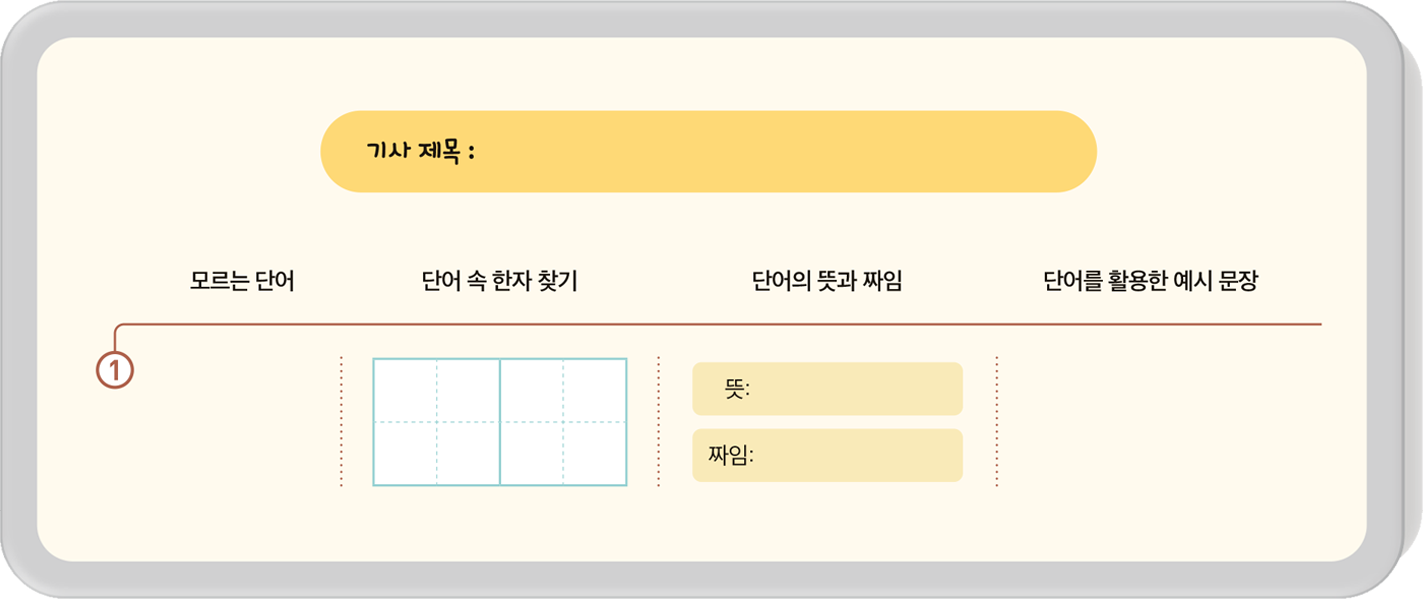 기사 제목 :
모르는 단어 단어 속 한자 찾기 단어의 뜻과 짜임 단어를 활용한 예시 문장
1
뜻:
짜임: